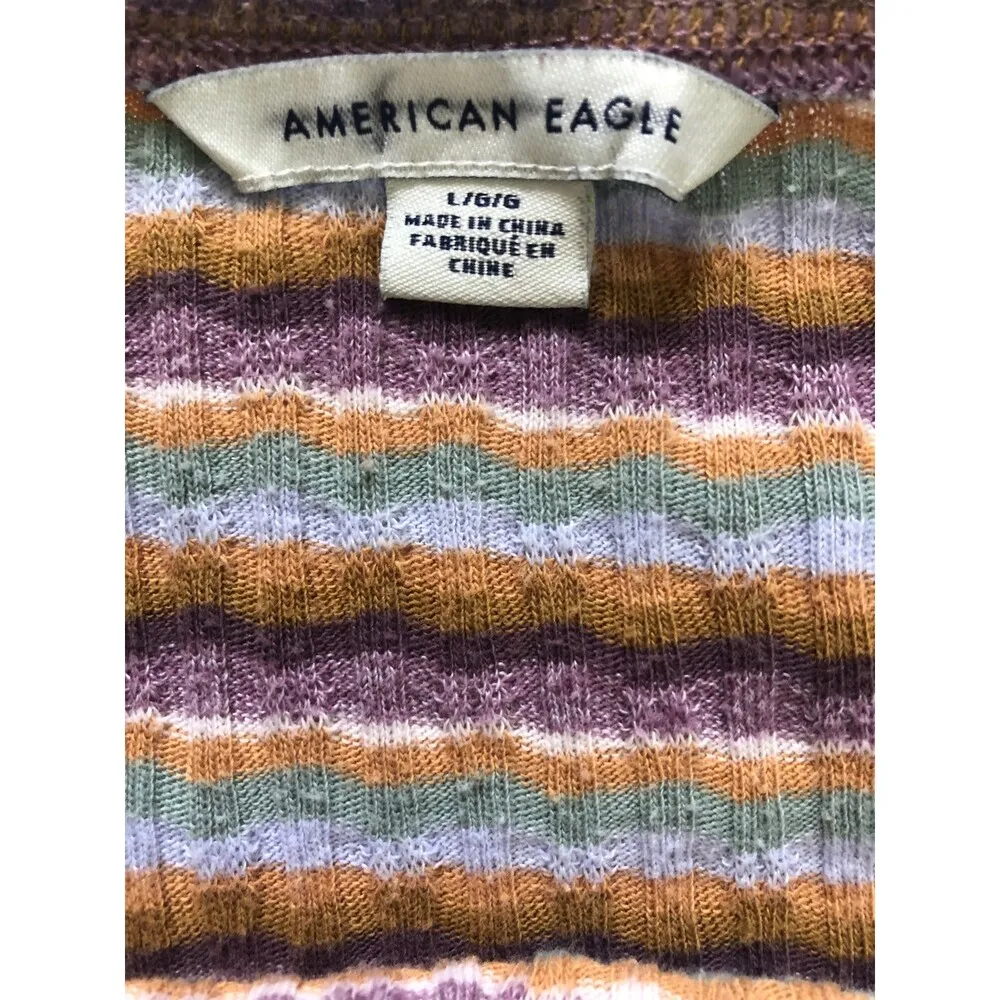 AMERICAN EAGLE
L/G/G
MADE IN CHINA
FABRIQUÉ EN
CHINE